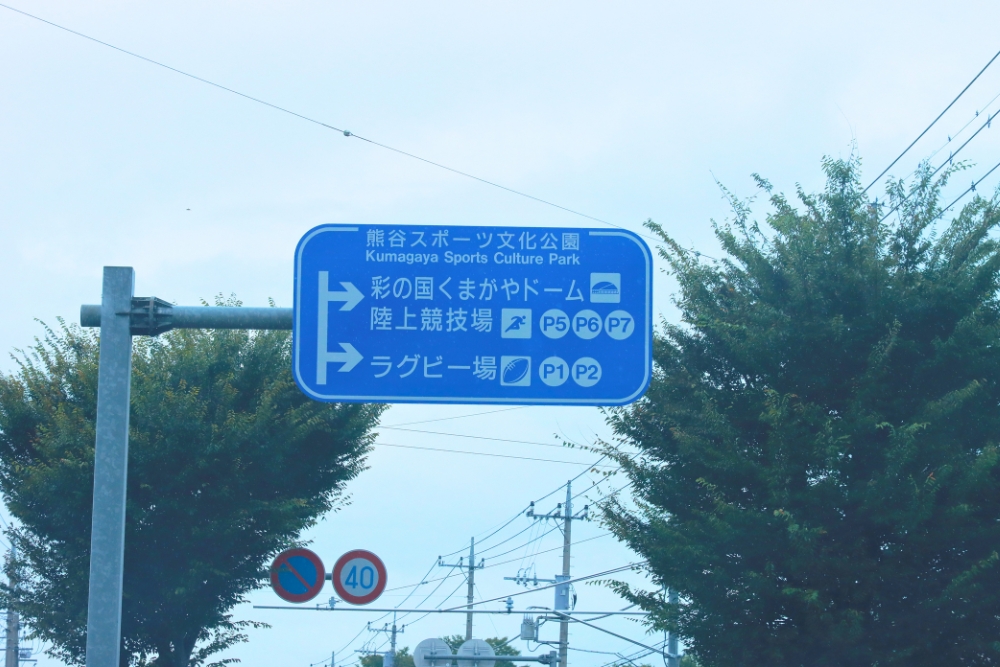 熊谷スポーツ文化公園
Kumagaya Sports Culture Park
彩の国くまがやドーム
陸上競技場 P5 P6 P7
ラグビー場 P1 P2
40